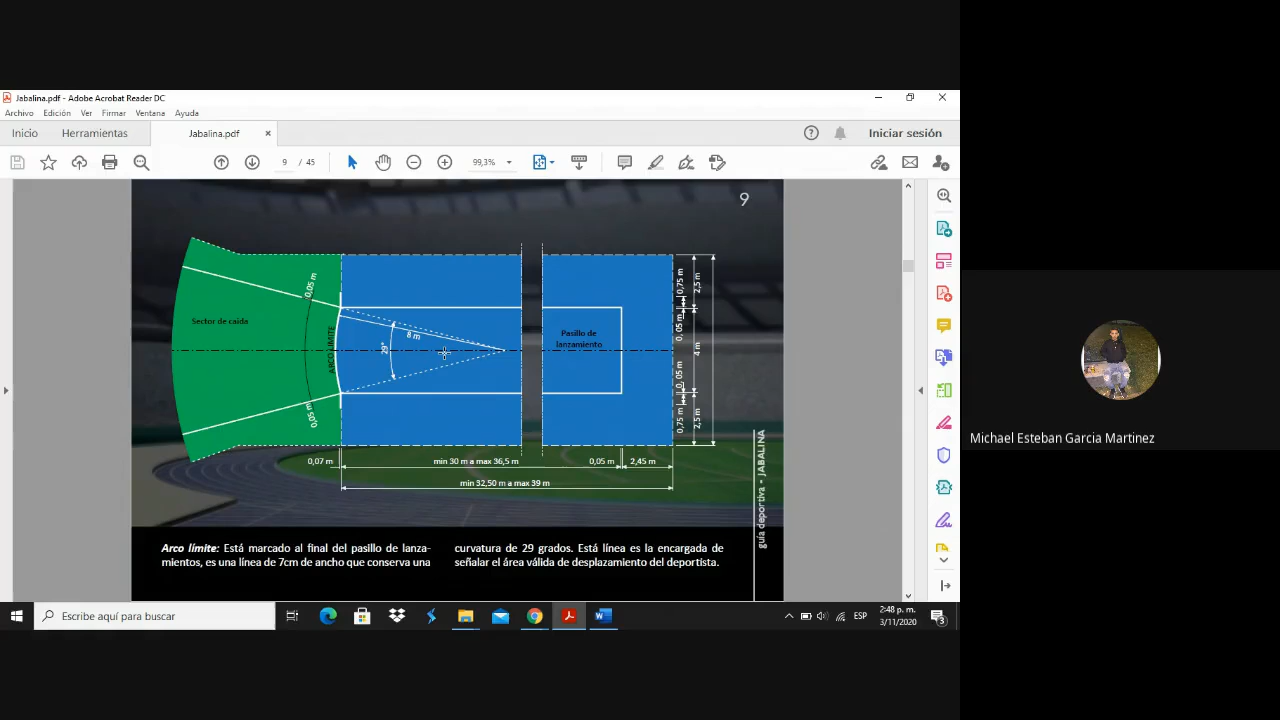 Jabalina.pdf - Adobe Acrobat Reader DC
Archivo Edición Ver Firmar Ventana Ayuda
Inicio Herramientas Jabalina.pdf × Iniciar sesión
9 / 45 99,3%
9
0,05 m
Sector de caída
ARCO LÍMITE
8 m
29°
Pasillo de
lanzamiento
0,05 m
0,75 m
2,5 m
0,05 m
4 m
0,05 m
0,75 m
2,5 m
0,07 m min 30 m a max 36,5 m 0,05 m 2,45 m
min 32,50 m a max 39 m
guía deportiva - JABALINA
Arco límite: Está marcado al final del pasillo de lanza-
mientos, es una línea de 7cm de ancho que conserva una
curvatura de 29 grados. Está línea es la encargada de
señalar el área válida de desplazamiento del deportista.
Michael Esteban Garcia Martinez
Escribe aquí para buscar
ESP
2:48 p. m.
3/11/2020
3